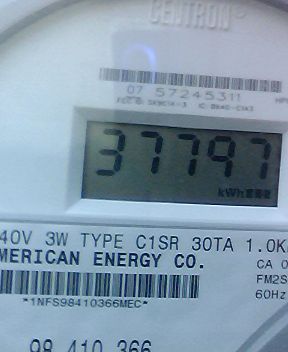 CENTRON®
07 57245311
37797
kWh
40V 3W TYPE C1SR 30TA 1.0K
MERICAN ENERGY CO.
CA 0
FM2S
60Hz
*1NFS98410366MEC*
98 410 366